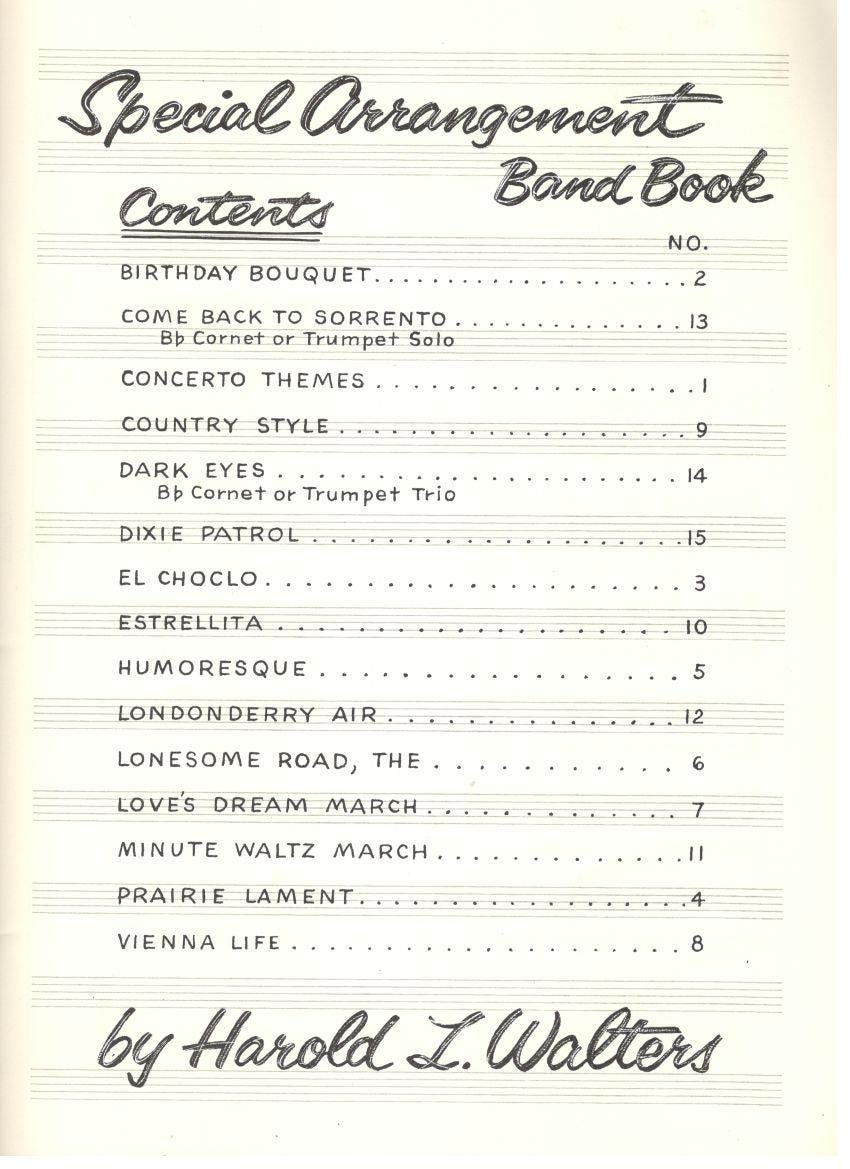 Special Arrangement
Band Book
Contents
NO.
BIRTHDAY BOUQUET. . . . . . . . . . . . . . . . . . . . . 2
COME BACK TO SORRENTO . . . . . . . . . . . . . 13
B♭ Cornet or Trumpet Solo
CONCERTO THEMES . . . . . . . . . . . . . . . . . . 1
COUNTRY STYLE . . . . . . . . . . . . . . . . . . . 9
DARK EYES . . . . . . . . . . . . . . . . . . . . . 14
B♭ Cornet or Trumpet Trio
DIXIE PATROL . . . . . . . . . . . . . . . . . . . . 15
EL CHOCLO . . . . . . . . . . . . . . . . . . . . . 3
ESTRELLITA . . . . . . . . . . . . . . . . . . . . 10
HUMORESQUE . . . . . . . . . . . . . . . . . . 5
LONDONDERRY AIR . . . . . . . . . . . . . . . . 12
LONESOME ROAD, THE . . . . . . . . . . . 6
LOVE'S DREAM MARCH . . . . . . . . . . . 7
MINUTE WALTZ MARCH . . . . . . . . . . . 11
PRAIRIE LAMENT . . . . . . . . . . . . . . . . . . 4
VIENNA LIFE . . . . . . . . . . . . . . . . . . . 8
by Harold L. Walters